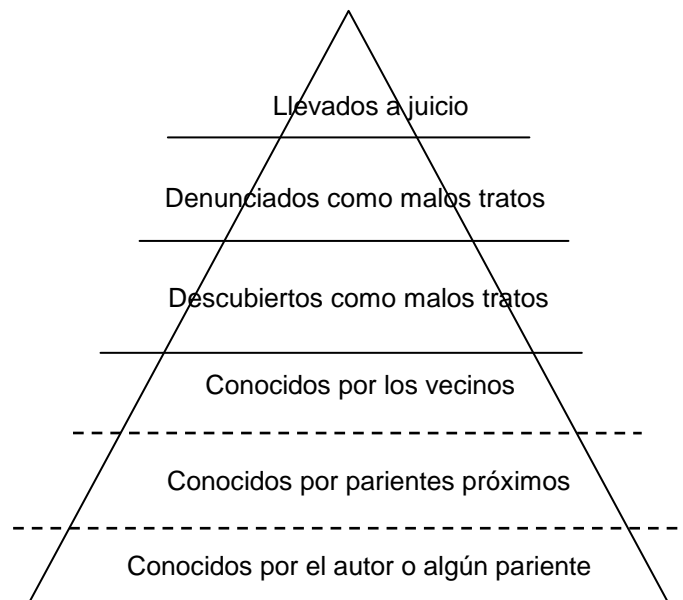 Llevados a juicio
Denunciados como malos tratos
Descubiertos como malos tratos
Conocidos por los vecinos
Conocidos por parientes próximos
Conocidos por el autor o algún pariente